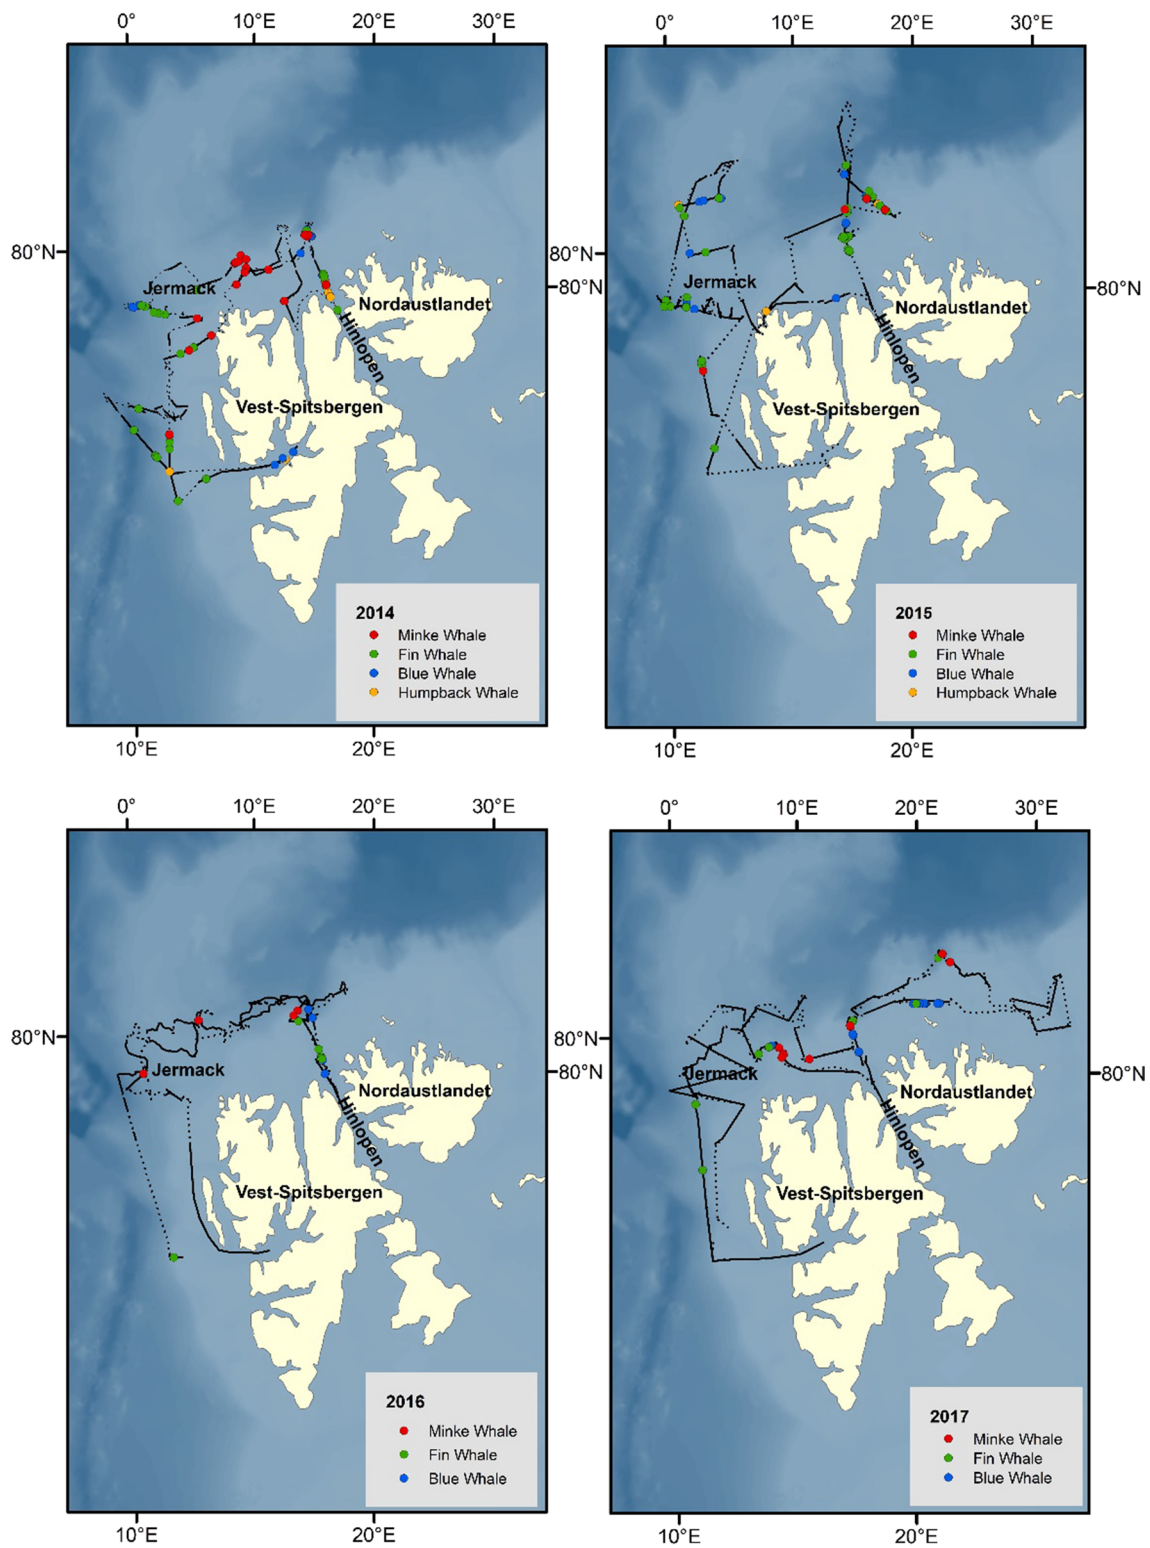 0° 10°E 20°E 30°E
0° 10°E 20°E 30°E
80°N
80°N
80°N
Jermack
Nordaustlandet
Hinlopen
Vest-Spitsbergen
2014
Minke Whale
Fin Whale
Blue Whale
Humpback Whale
10°E 20°E
Jermack
Nordaustlandet
Hinlopen
Vest-Spitsbergen
2015
Minke Whale
Fin Whale
Blue Whale
Humpback Whale
10°E 20°E
0° 10°E 20°E 30°E
0° 10°E 20°E 30°E
80°N
80°N
80°N
80°N
Jermack
Nordaustlandet
Hinlopen
Vest-Spitsbergen
2016
Minke Whale
Fin Whale
Blue Whale
10°E 20°E
Jermack
Nordaustlandet
Hinlopen
Vest-Spitsbergen
2017
Minke Whale
Fin Whale
Blue Whale
10°E 20°E